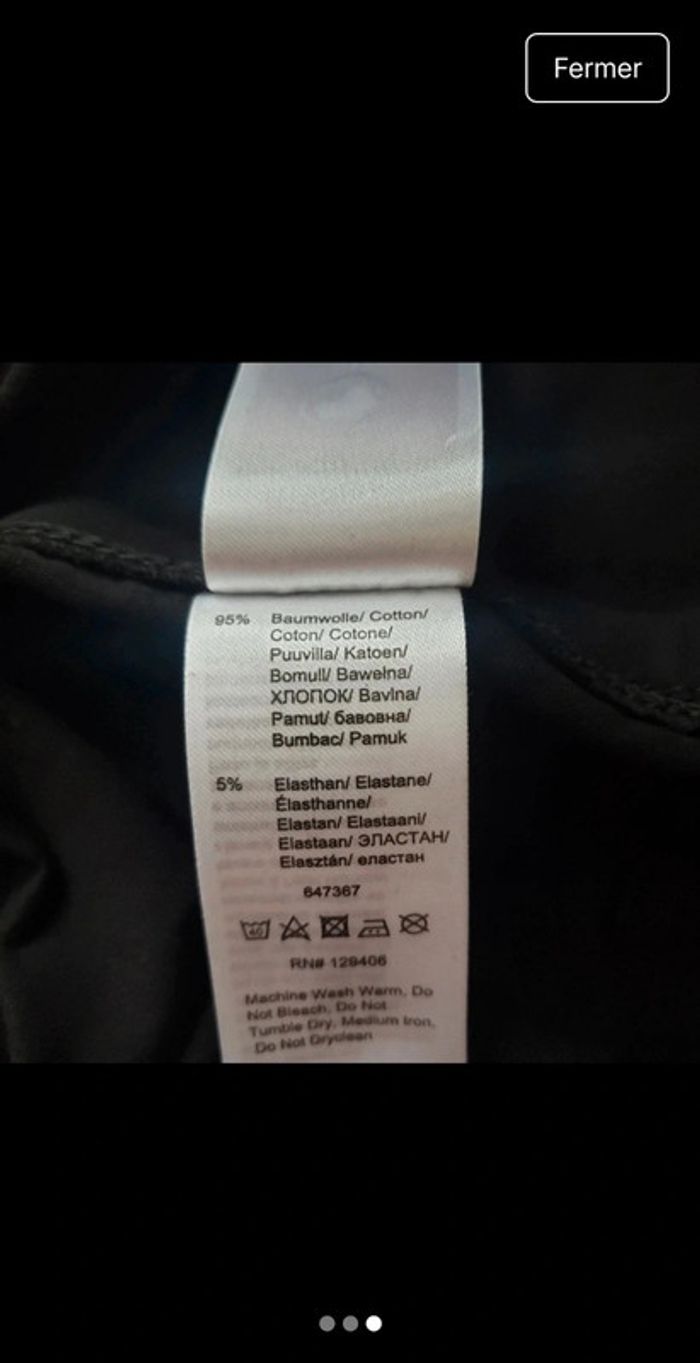 Fermer
95% Baumwolle/ Cotton/
Coton/ Cotone/
Puuvilla/ Katoen/
Bomull/ Bawełna/
ХЛОПОК/ Bavlna/
Pamut/ бавовна/
Bumbac/ Pamuk
5% Elasthan/ Elastane/
Élasthanne/
Elastan/ Elastaani/
Elastaan/ ЭЛАСТАН/
Elasztán/ еластан
647367
40
RN# 129406
Machine Wash Warm, Do
Not Bleach, Do Not
Tumble Dry, Medium Iron,
Do Not Dryclean